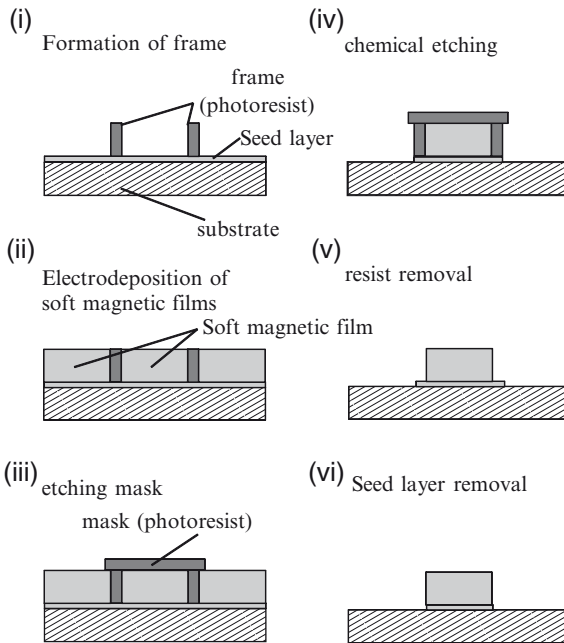 (i)
Formation of frame
frame
(photoresist)
Seed layer
substrate
(ii)
Electrodeposition of
soft magnetic films
Soft magnetic film
(iii)
etching mask
mask (photoresist)
(iv)
chemical etching
(v)
resist removal
(vi)
Seed layer removal